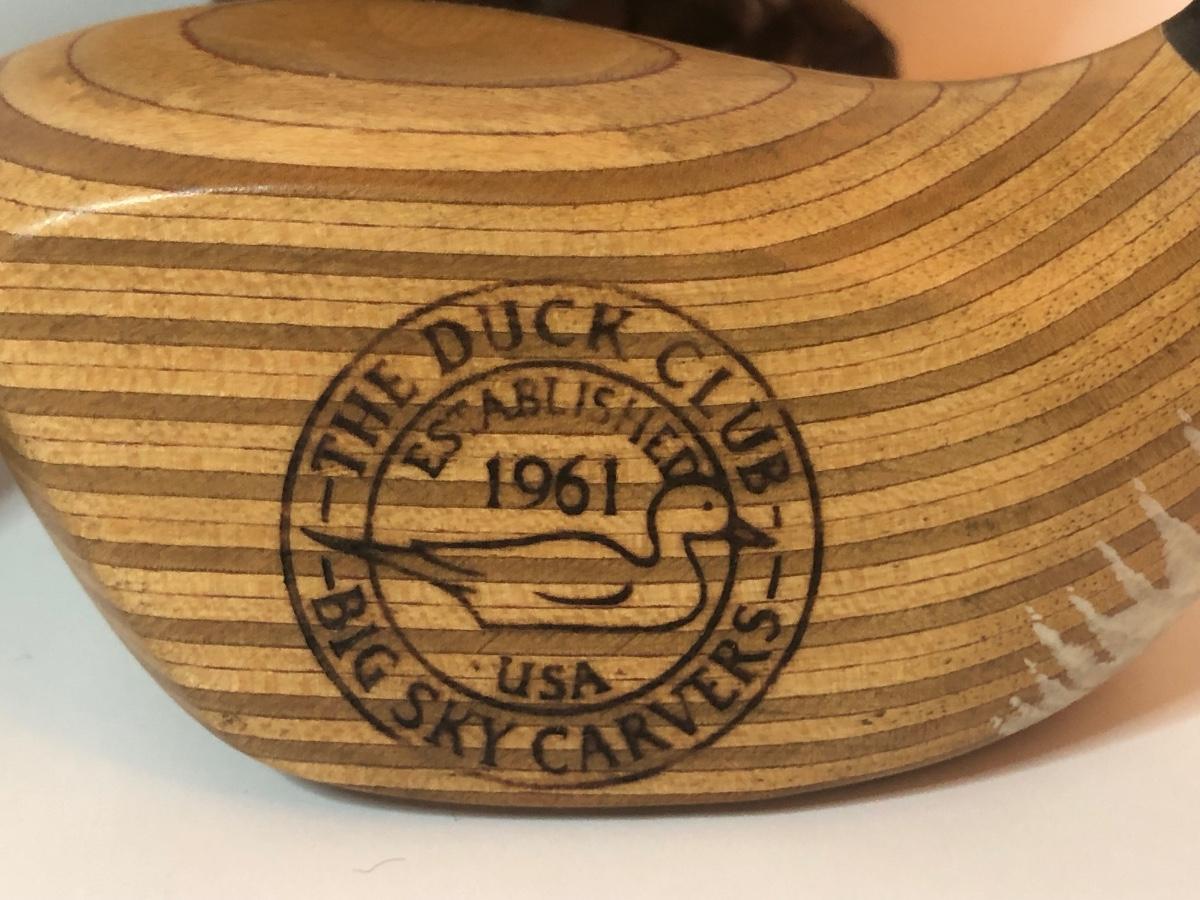 THE DUCK CLUB
ESTABLISHED
1961
USA
BIG SKY CARVERS